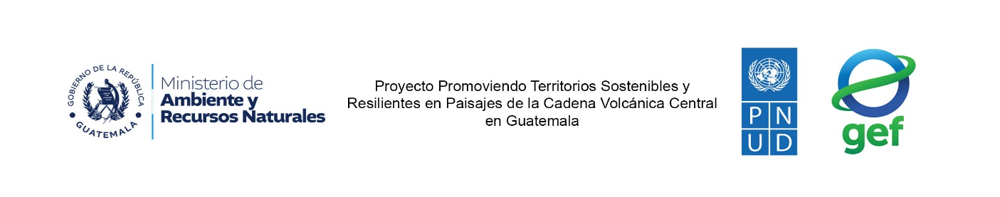 GOBIERNO DE LA REPÚBLICA
GUATEMALA
Ministerio de
Ambiente y
Recursos Naturales
Proyecto Promoviendo Territorios Sostenibles y
Resilientes en Paisajes de la Cadena Volcánica Central
en Guatemala
P N
U D
gef